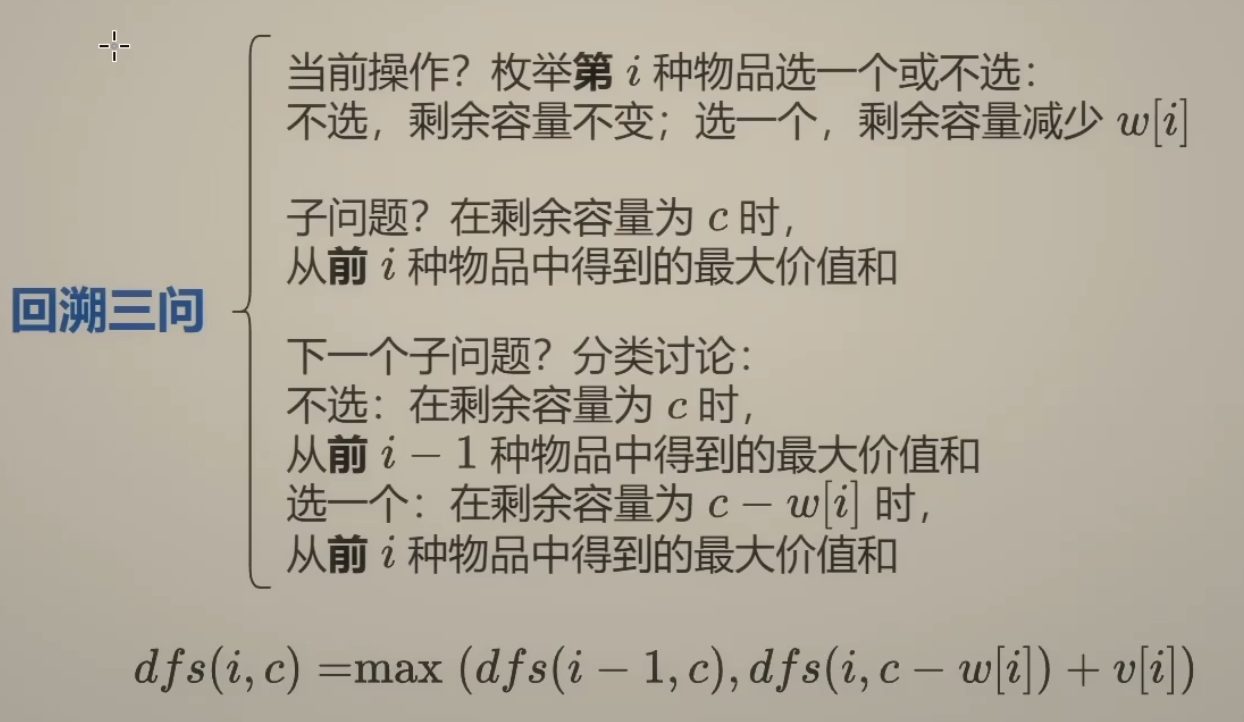 当前操作？枚举第 i 种物品选一个或不选：
不选，剩余容量不变；选一个，剩余容量减少 w[i]
子问题？在剩余容量为 c 时，
从前 i 种物品中得到的最大价值和
回溯三问
下一个子问题？分类讨论：
不选：在剩余容量为 c 时，
从前 i − 1 种物品中得到的最大价值和
选一个：在剩余容量为 c − w[i] 时，
从前 i 种物品中得到的最大价值和
dfs(i, c) =max (dfs(i − 1, c), dfs(i, c − w[i]) + v[i])